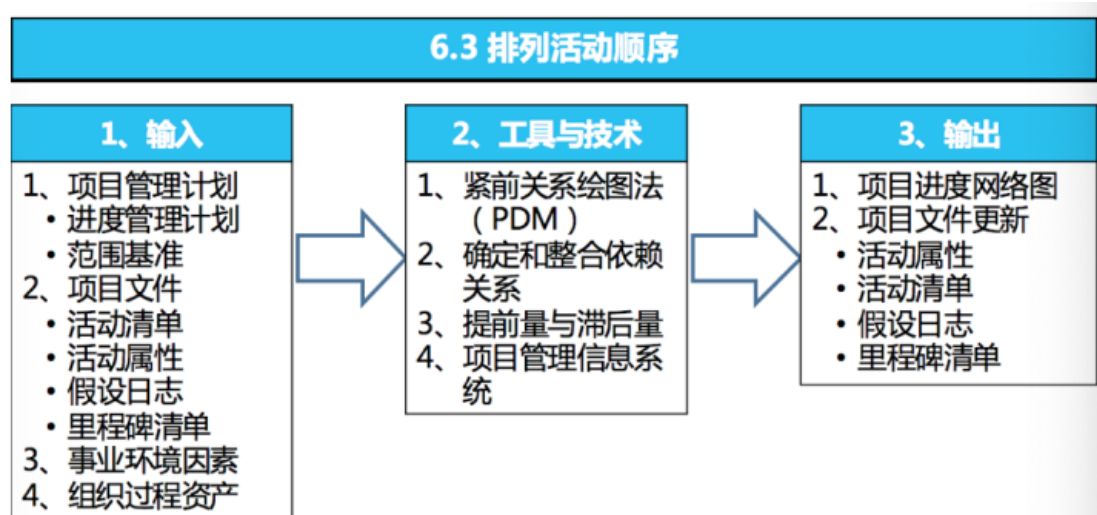 6.3 排列活动顺序
1、输入
1、项目管理计划
• 进度管理计划
• 范围基准
2、项目文件
• 活动清单
• 活动属性
• 假设日志
• 里程碑清单
3、事业环境因素
4、组织过程资产
2、工具与技术
1、紧前关系绘图法
（PDM）
2、确定和整合依赖
关系
3、提前量与滞后量
4、项目管理信息系
统
3、输出
1、项目进度网络图
2、项目文件更新
• 活动属性
• 活动清单
• 假设日志
• 里程碑清单